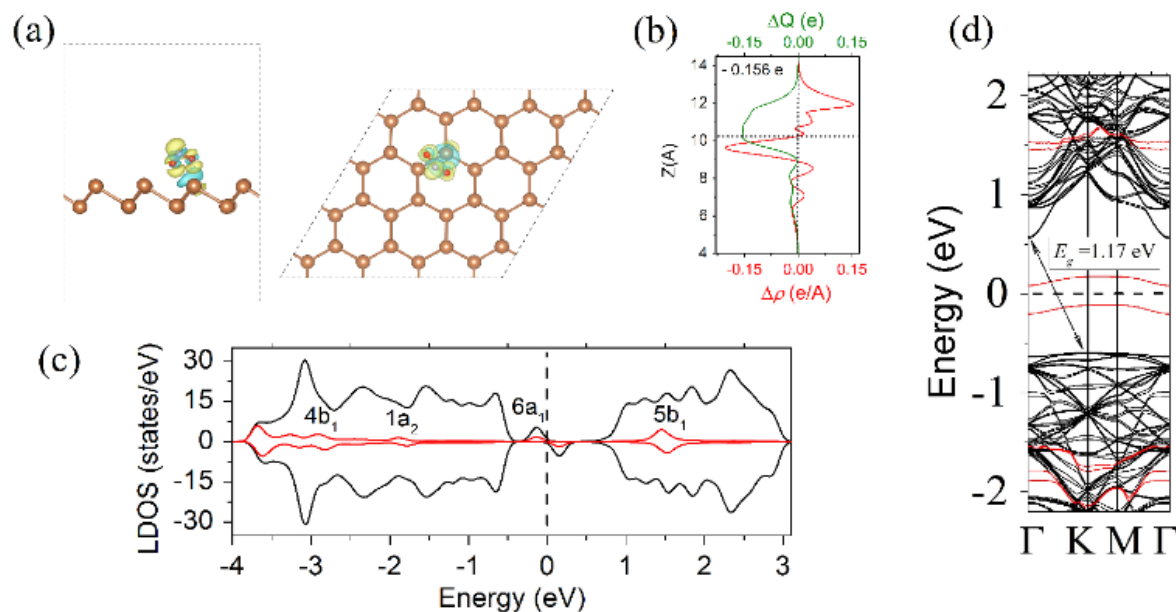 (a)
(b)
ΔQ (e)
-0.15 0.00 0.15
14
12
10
8
6
4
Z(A)
- 0.156 e
-0.15 0.00 0.15
Δρ (e/A)
(c)
LDOS (states/eV)
30
15
0
-15
-30
4b₁
1a₂
6a₁
5b₁
-4 -3 -2 -1 0 1 2 3
Energy (eV)
(d)
Energy (eV)
2
1
0
-1
-2
E_g =1.17 eV
Γ K M Γ